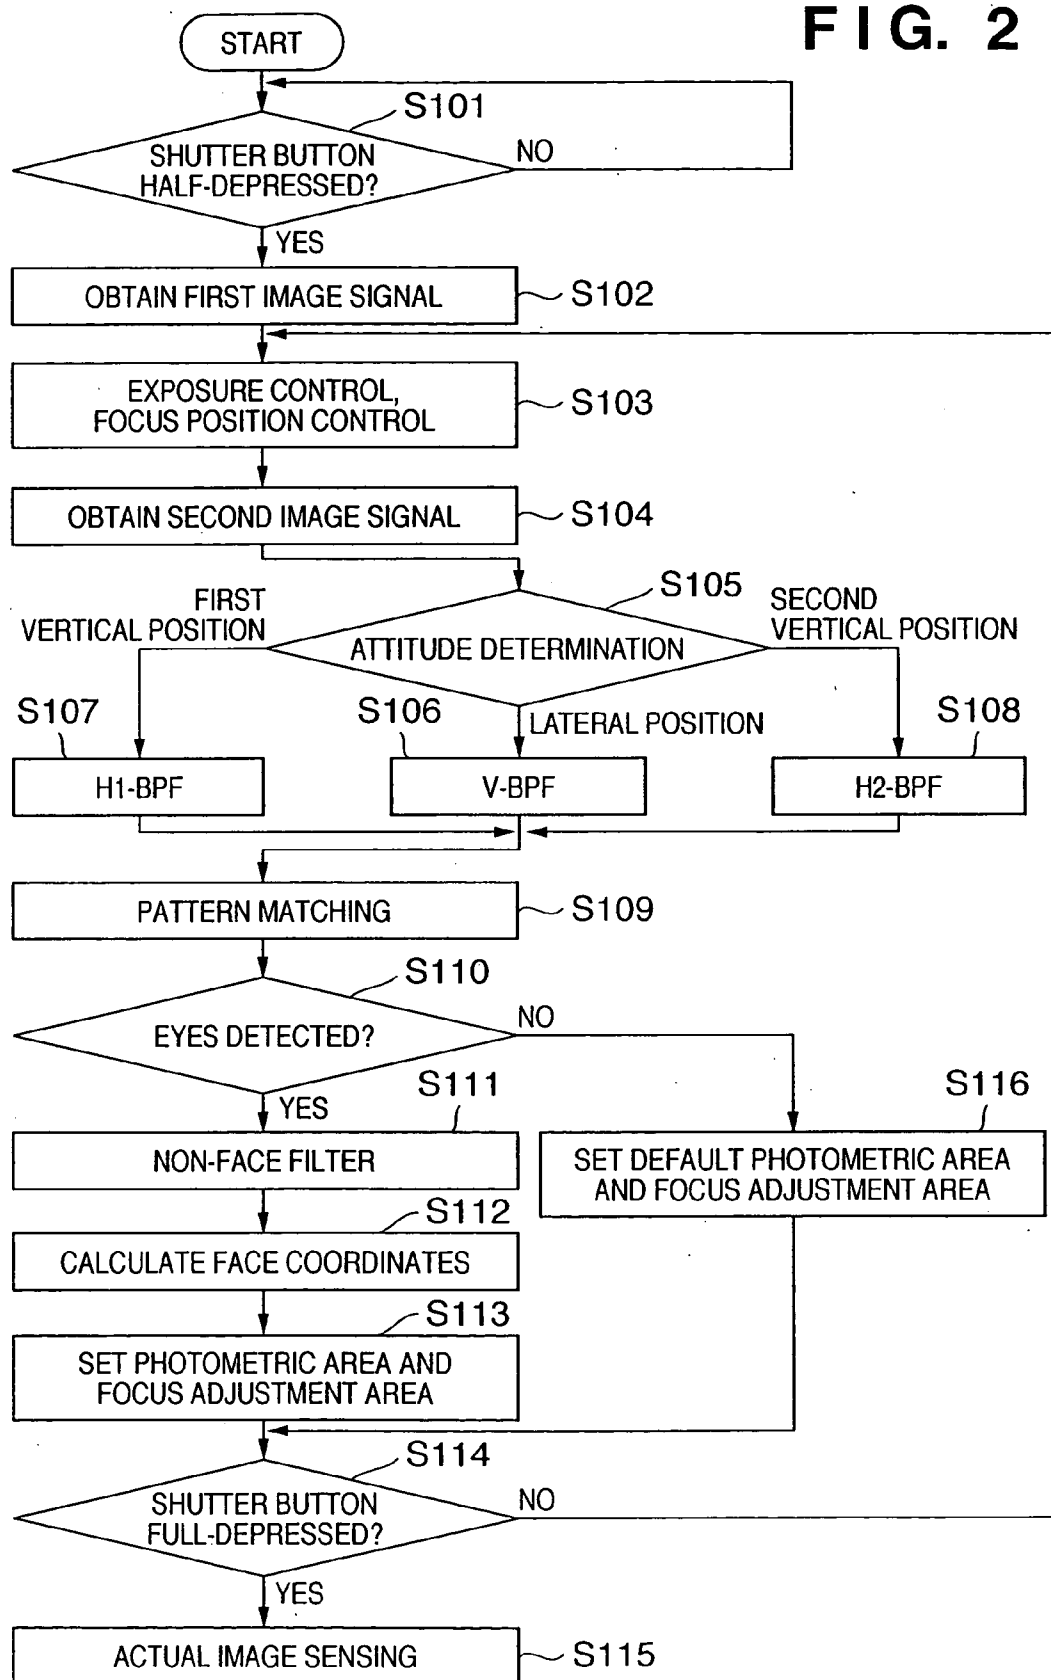 FIG. 2
START
S101
SHUTTER BUTTON
HALF-DEPRESSED?
NO
YES
OBTAIN FIRST IMAGE SIGNAL
S102
EXPOSURE CONTROL,
FOCUS POSITION CONTROL
S103
OBTAIN SECOND IMAGE SIGNAL
S104
S105
FIRST
VERTICAL POSITION
ATTITUDE DETERMINATION
SECOND
VERTICAL POSITION
LATERAL POSITION
S107
H1-BPF
S106
V-BPF
S108
H2-BPF
PATTERN MATCHING
S109
S110
EYES DETECTED?
NO
YES
S111
NON-FACE FILTER
S116
SET DEFAULT PHOTOMETRIC AREA
AND FOCUS ADJUSTMENT AREA
S112
CALCULATE FACE COORDINATES
S113
SET PHOTOMETRIC AREA AND
FOCUS ADJUSTMENT AREA
S114
SHUTTER BUTTON
FULL-DEPRESSED?
NO
YES
ACTUAL IMAGE SENSING
S115